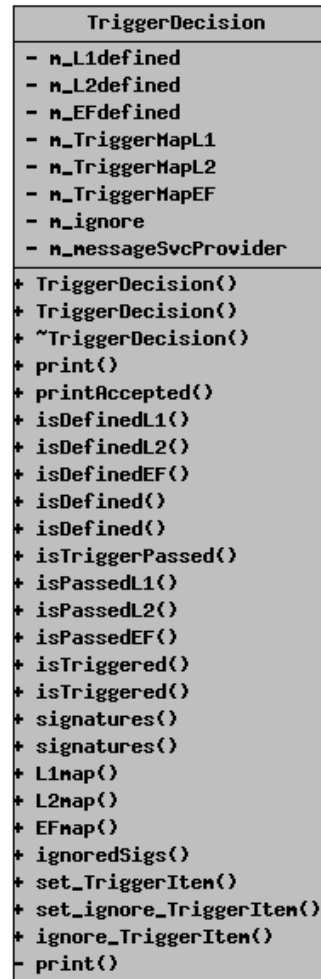 TriggerDecision
- m_L1defined
- m_L2defined
- m_EFdefined
- m_TriggerMapL1
- m_TriggerMapL2
- m_TriggerMapEF
- m_ignore
- m_messageSvcProvider
+ TriggerDecision()
+ TriggerDecision()
+ ~TriggerDecision()
+ print()
+ printAccepted()
+ isDefinedL1()
+ isDefinedL2()
+ isDefinedEF()
+ isDefined()
+ isDefined()
+ isTriggerPassed()
+ isPassedL1()
+ isPassedL2()
+ isPassedEF()
+ isTriggered()
+ isTriggered()
+ signatures()
+ signatures()
+ L1map()
+ L2map()
+ EFmap()
+ ignoredSigs()
+ set_TriggerItem()
+ set_ignore_TriggerItem()
+ ignore_TriggerItem()
- print()